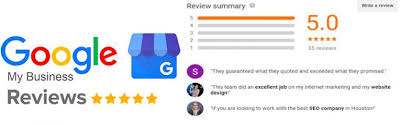 Google
My Business
Reviews
G
Review summary
Write a review
5
4
3
2
1
5.0
35 reviews
S
"They guaranteed what they quoted and exceeded what they promised."
"This team did an excellent job on my internet marketing and my website
design!"
"if you are looking to work with the best SEO company in Houston!"